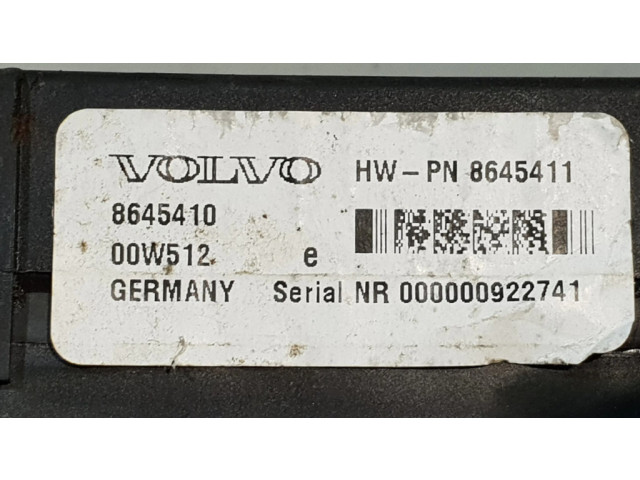 VOLVO HW-PN 8645411
8645410
00W512 e
GERMANY Serial NR 000000922741